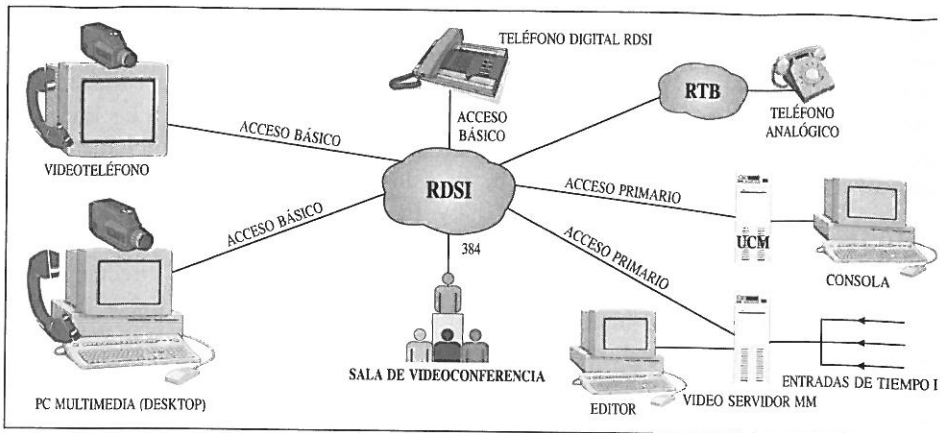 TELÉFONO DIGITAL RDSI
RTB
TELÉFONO
ANALÓGICO
ACCESO
BÁSICO
ACCESO BÁSICO
VIDEOTELÉFONO
RDSI
ACCESO PRIMARIO
UCM
CONSOLA
ACCESO BÁSICO
384
ACCESO PRIMARIO
SALA DE VIDEOCONFERENCIA
PC MULTIMEDIA (DESKTOP)
EDITOR
VIDEO SERVIDOR MM
ENTRADAS DE TIEMPO